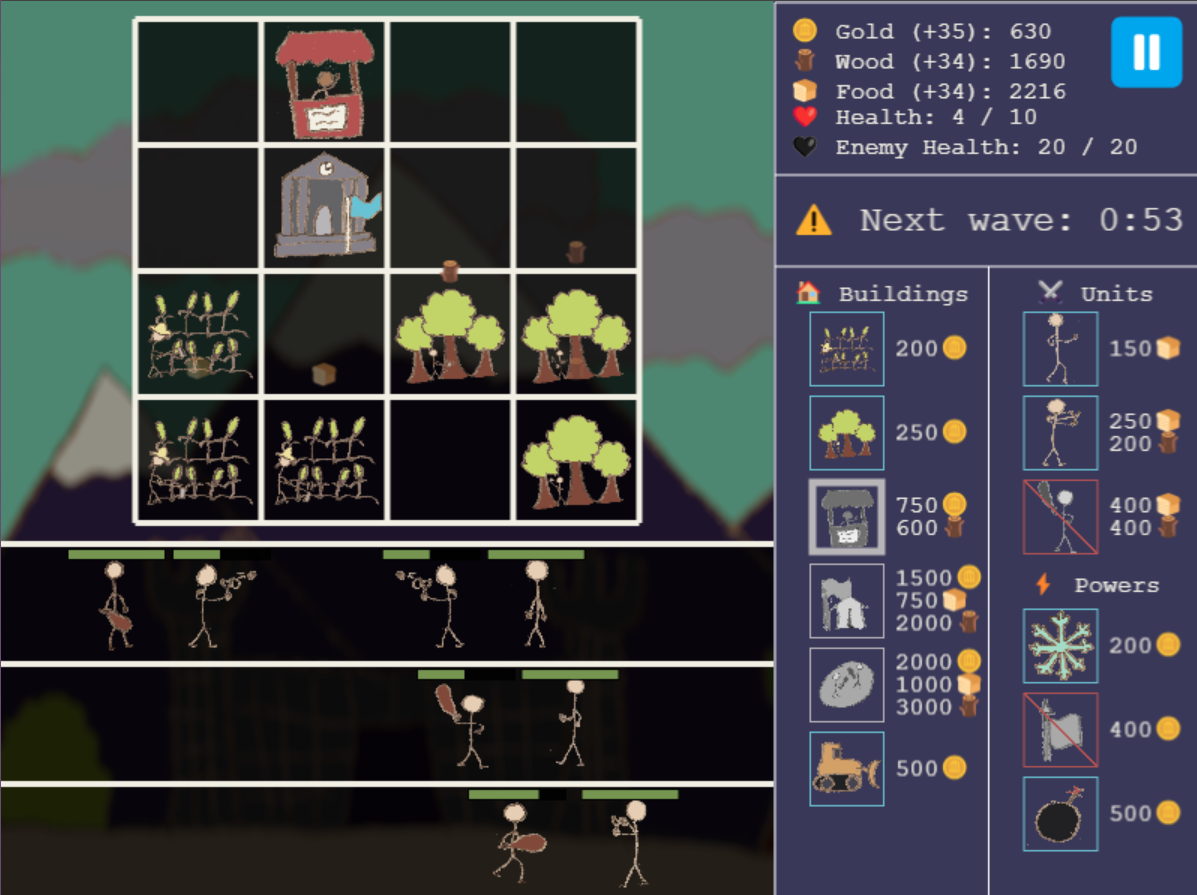 Gold (+35): 630
Wood (+34): 1690
Food (+34): 2216
Health: 4 / 10
Enemy Health: 20 / 20
Next wave: 0:53
Buildings
200
250
750
600
1500
750
2000
2000
1000
3000
500
Units
150
250
200
400
400
Powers
200
400
500